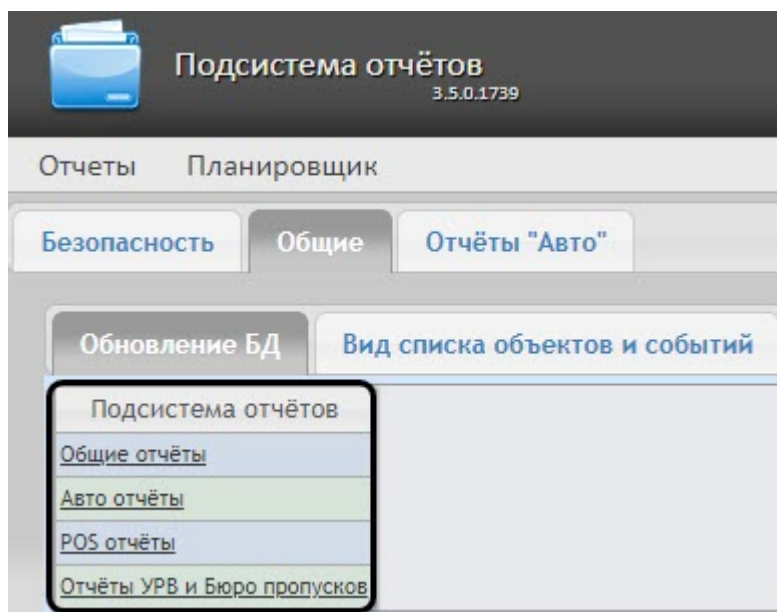 Подсистема отчётов
3.5.0.1739
Отчеты Планировщик
Безопасность Общие Отчёты "Авто"
Обновление БД Вид списка объектов и событий
Подсистема отчётов
Общие отчёты
Авто отчёты
POS отчёты
Отчёты УРВ и Бюро пропусков